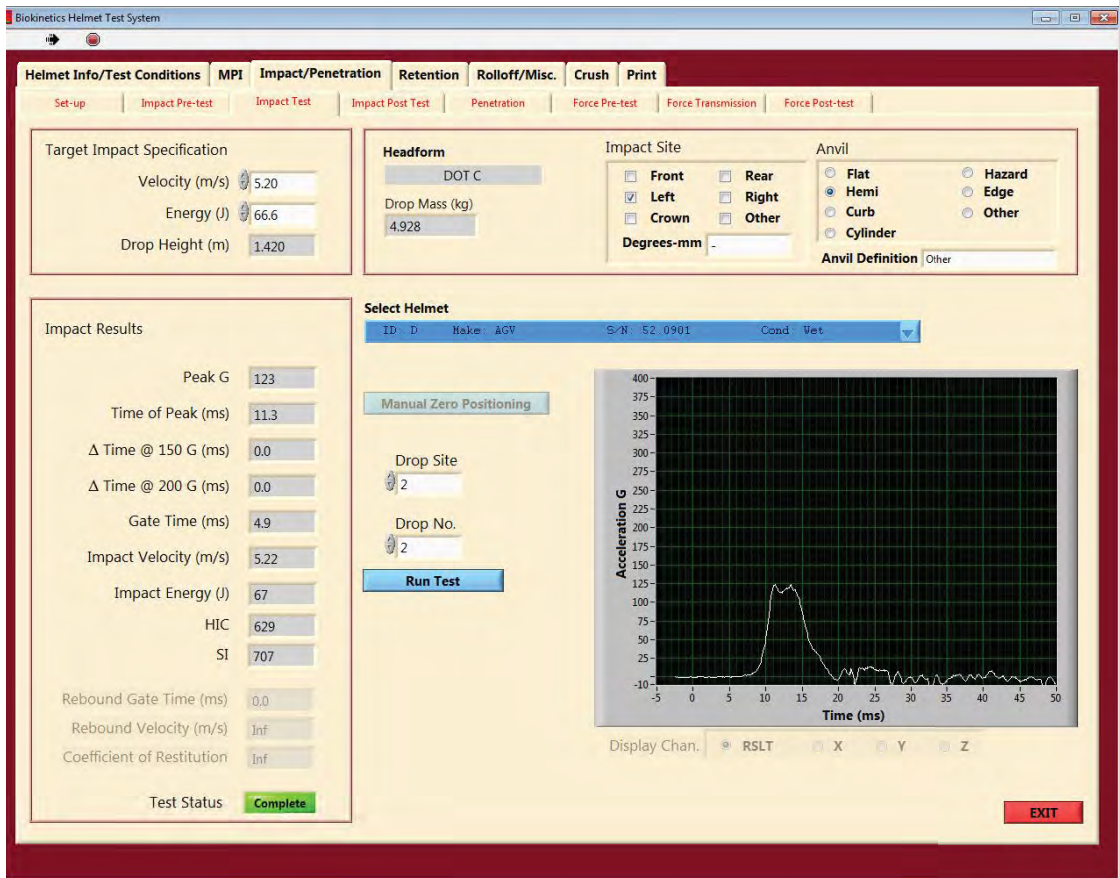 Biokinetics Helmet Test System
Helmet Info/Test Conditions MPI Impact/Penetration Retention Rolloff/Misc. Crush Print
Set-up Impact Pre-test Impact Test Impact Post Test Penetration Force Pre-test Force Transmission Force Post-test
Target Impact Specification
Velocity (m/s) 5.20
Energy (J) 66.6
Drop Height (m) 1.420
Headform
DOT C
Drop Mass (kg)
4.928
Impact Site
Front Rear
Left Right
Crown Other
Degrees-mm -
Anvil
Flat Hazard
Hemi Edge
Curb Other
Cylinder
Anvil Definition Other
Impact Results
Peak G 123
Time of Peak (ms) 11.3
Δ Time @ 150 G (ms) 0.0
Δ Time @ 200 G (ms) 0.0
Gate Time (ms) 4.9
Impact Velocity (m/s) 5.22
Impact Energy (J) 67
HIC 629
SI 707
Rebound Gate Time (ms) 0.0
Rebound Velocity (m/s) Inf
Coefficient of Restitution Inf
Test Status Complete
Select Helmet
ID: D Make: AGV S/N: 52 0901 Cond: Wet
Manual Zero Positioning
Drop Site
2
Drop No.
2
Run Test
Acceleration G
400
375
350
325
300
275
250
225
200
175
150
125
100
75
50
25
-10
-5 0 5 10 15 20 25 30 35 40 45 50
Time (ms)
Display Chan. RSLT X Y Z
EXIT